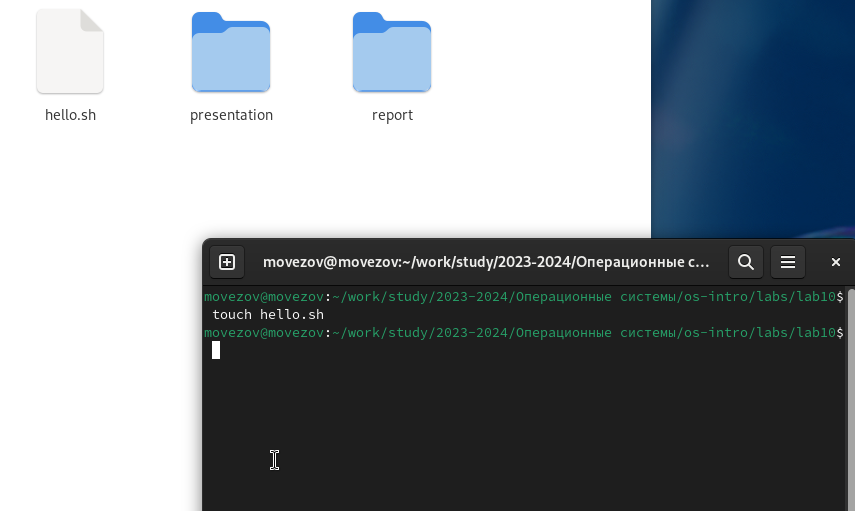 hello.sh
presentation
report
movezov@movezov:~/work/study/2023-2024/Операционные с...
movezov@movezov:~/work/study/2023-2024/Операционные системы/os-intro/labs/lab10$
touch hello.sh
movezov@movezov:~/work/study/2023-2024/Операционные системы/os-intro/labs/lab10$